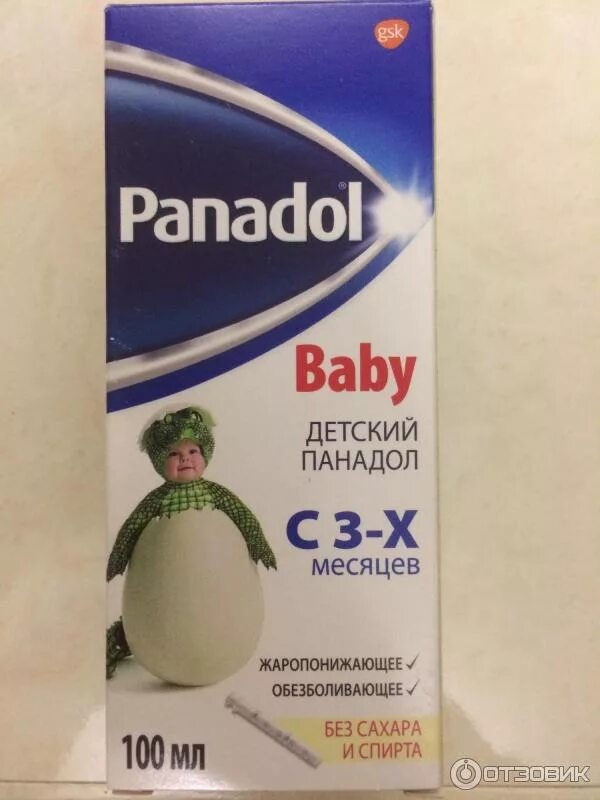 gsk
Panadol®
Baby
ДЕТСКИЙ
ПАНАДОЛ
С 3-Х
месяцев
ЖАРОПОНИЖАЮЩЕЕ ✓
ОБЕЗБОЛИВАЮЩЕЕ ✓
БЕЗ САХАРА
И СПИРТА
100 мл
ОТЗОВИК